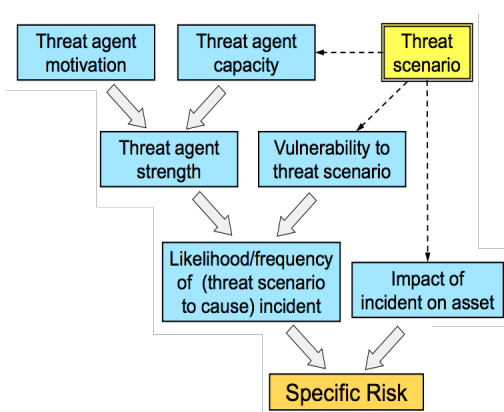 Threat agent
motivation
Threat agent
capacity
Threat
scenario
Threat agent
strength
Vulnerability to
threat scenario
Likelihood/frequency
of (threat scenario
to cause) incident
Impact of
incident on asset
Specific Risk